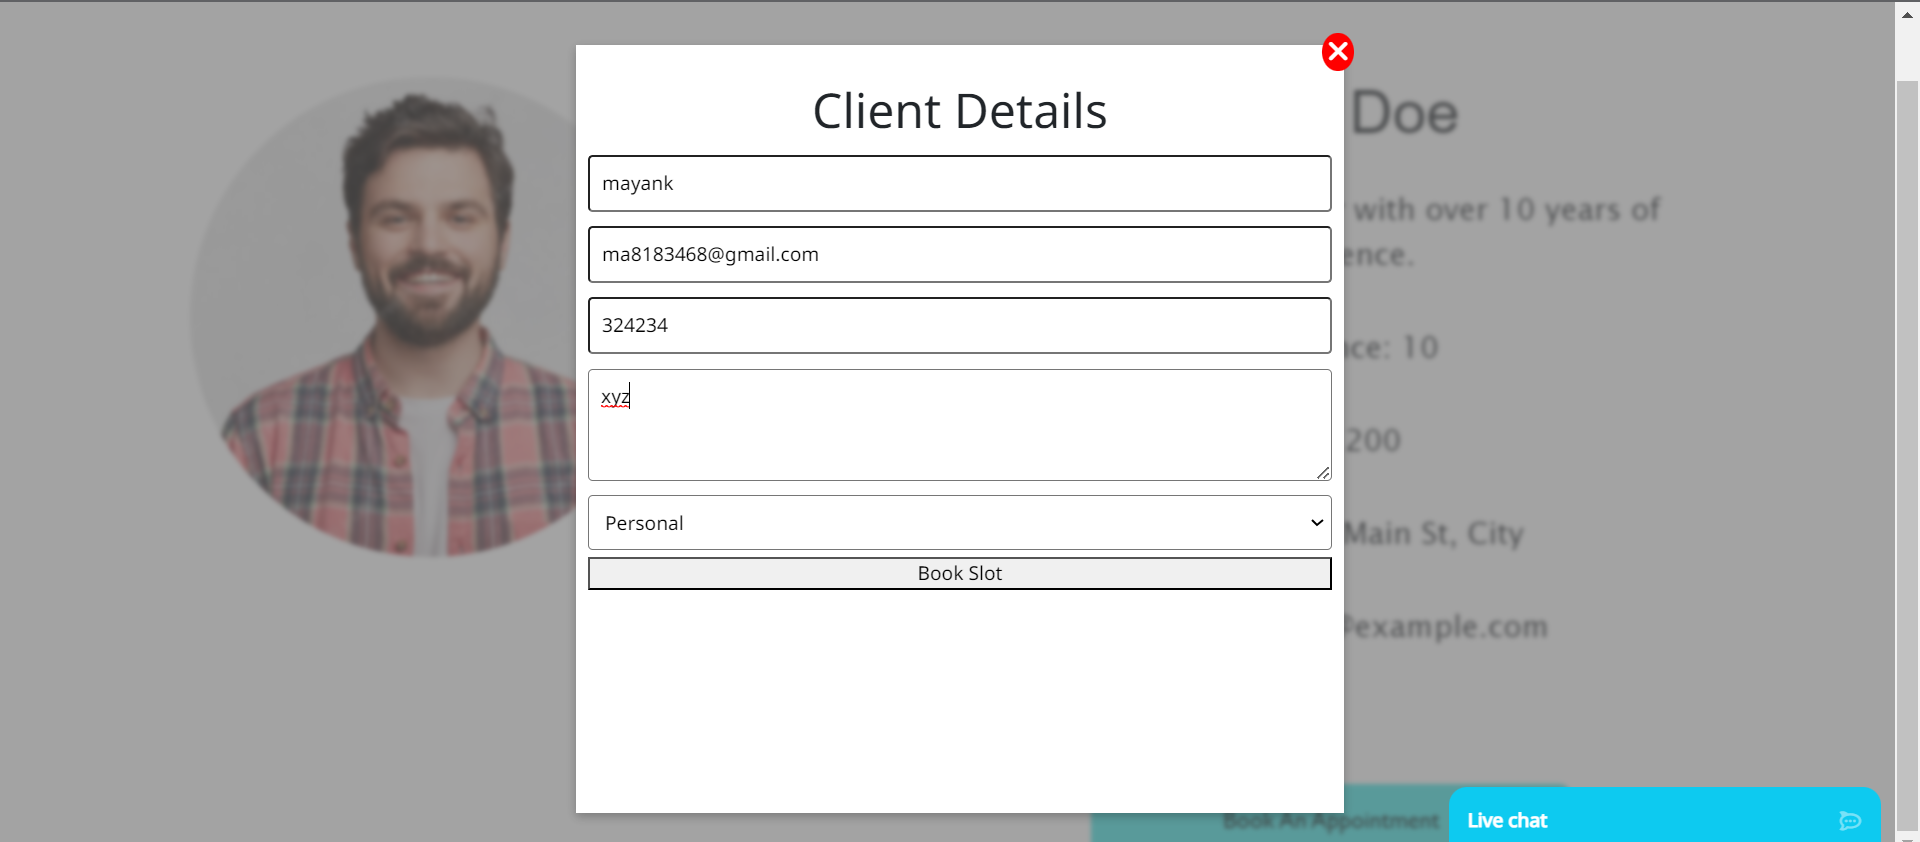 Client Details
mayank
ma8183468@gmail.com
324234
xyz
Personal
Book Slot
Doe
with over 10 years of
ence.
ce: 10
200
Main St, City
@example.com
Book An Appointment
Live chat